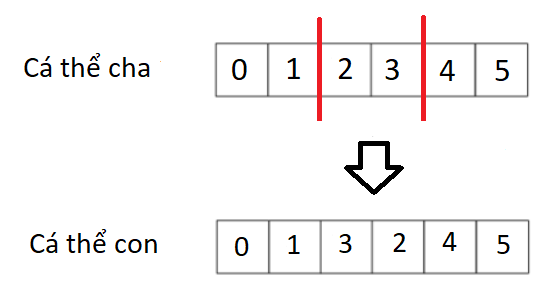 Cá thể cha 0 1 2 3 4 5
Cá thể con 0 1 3 2 4 5